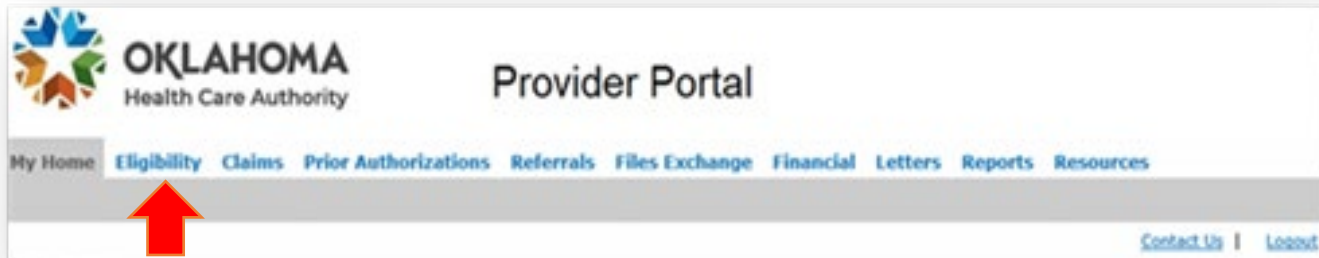 OKLAHOMA
Health Care Authority
Provider Portal
My Home Eligibility Claims Prior Authorizations Referrals Files Exchange Financial Letters Reports Resources
Contact Us | Logout